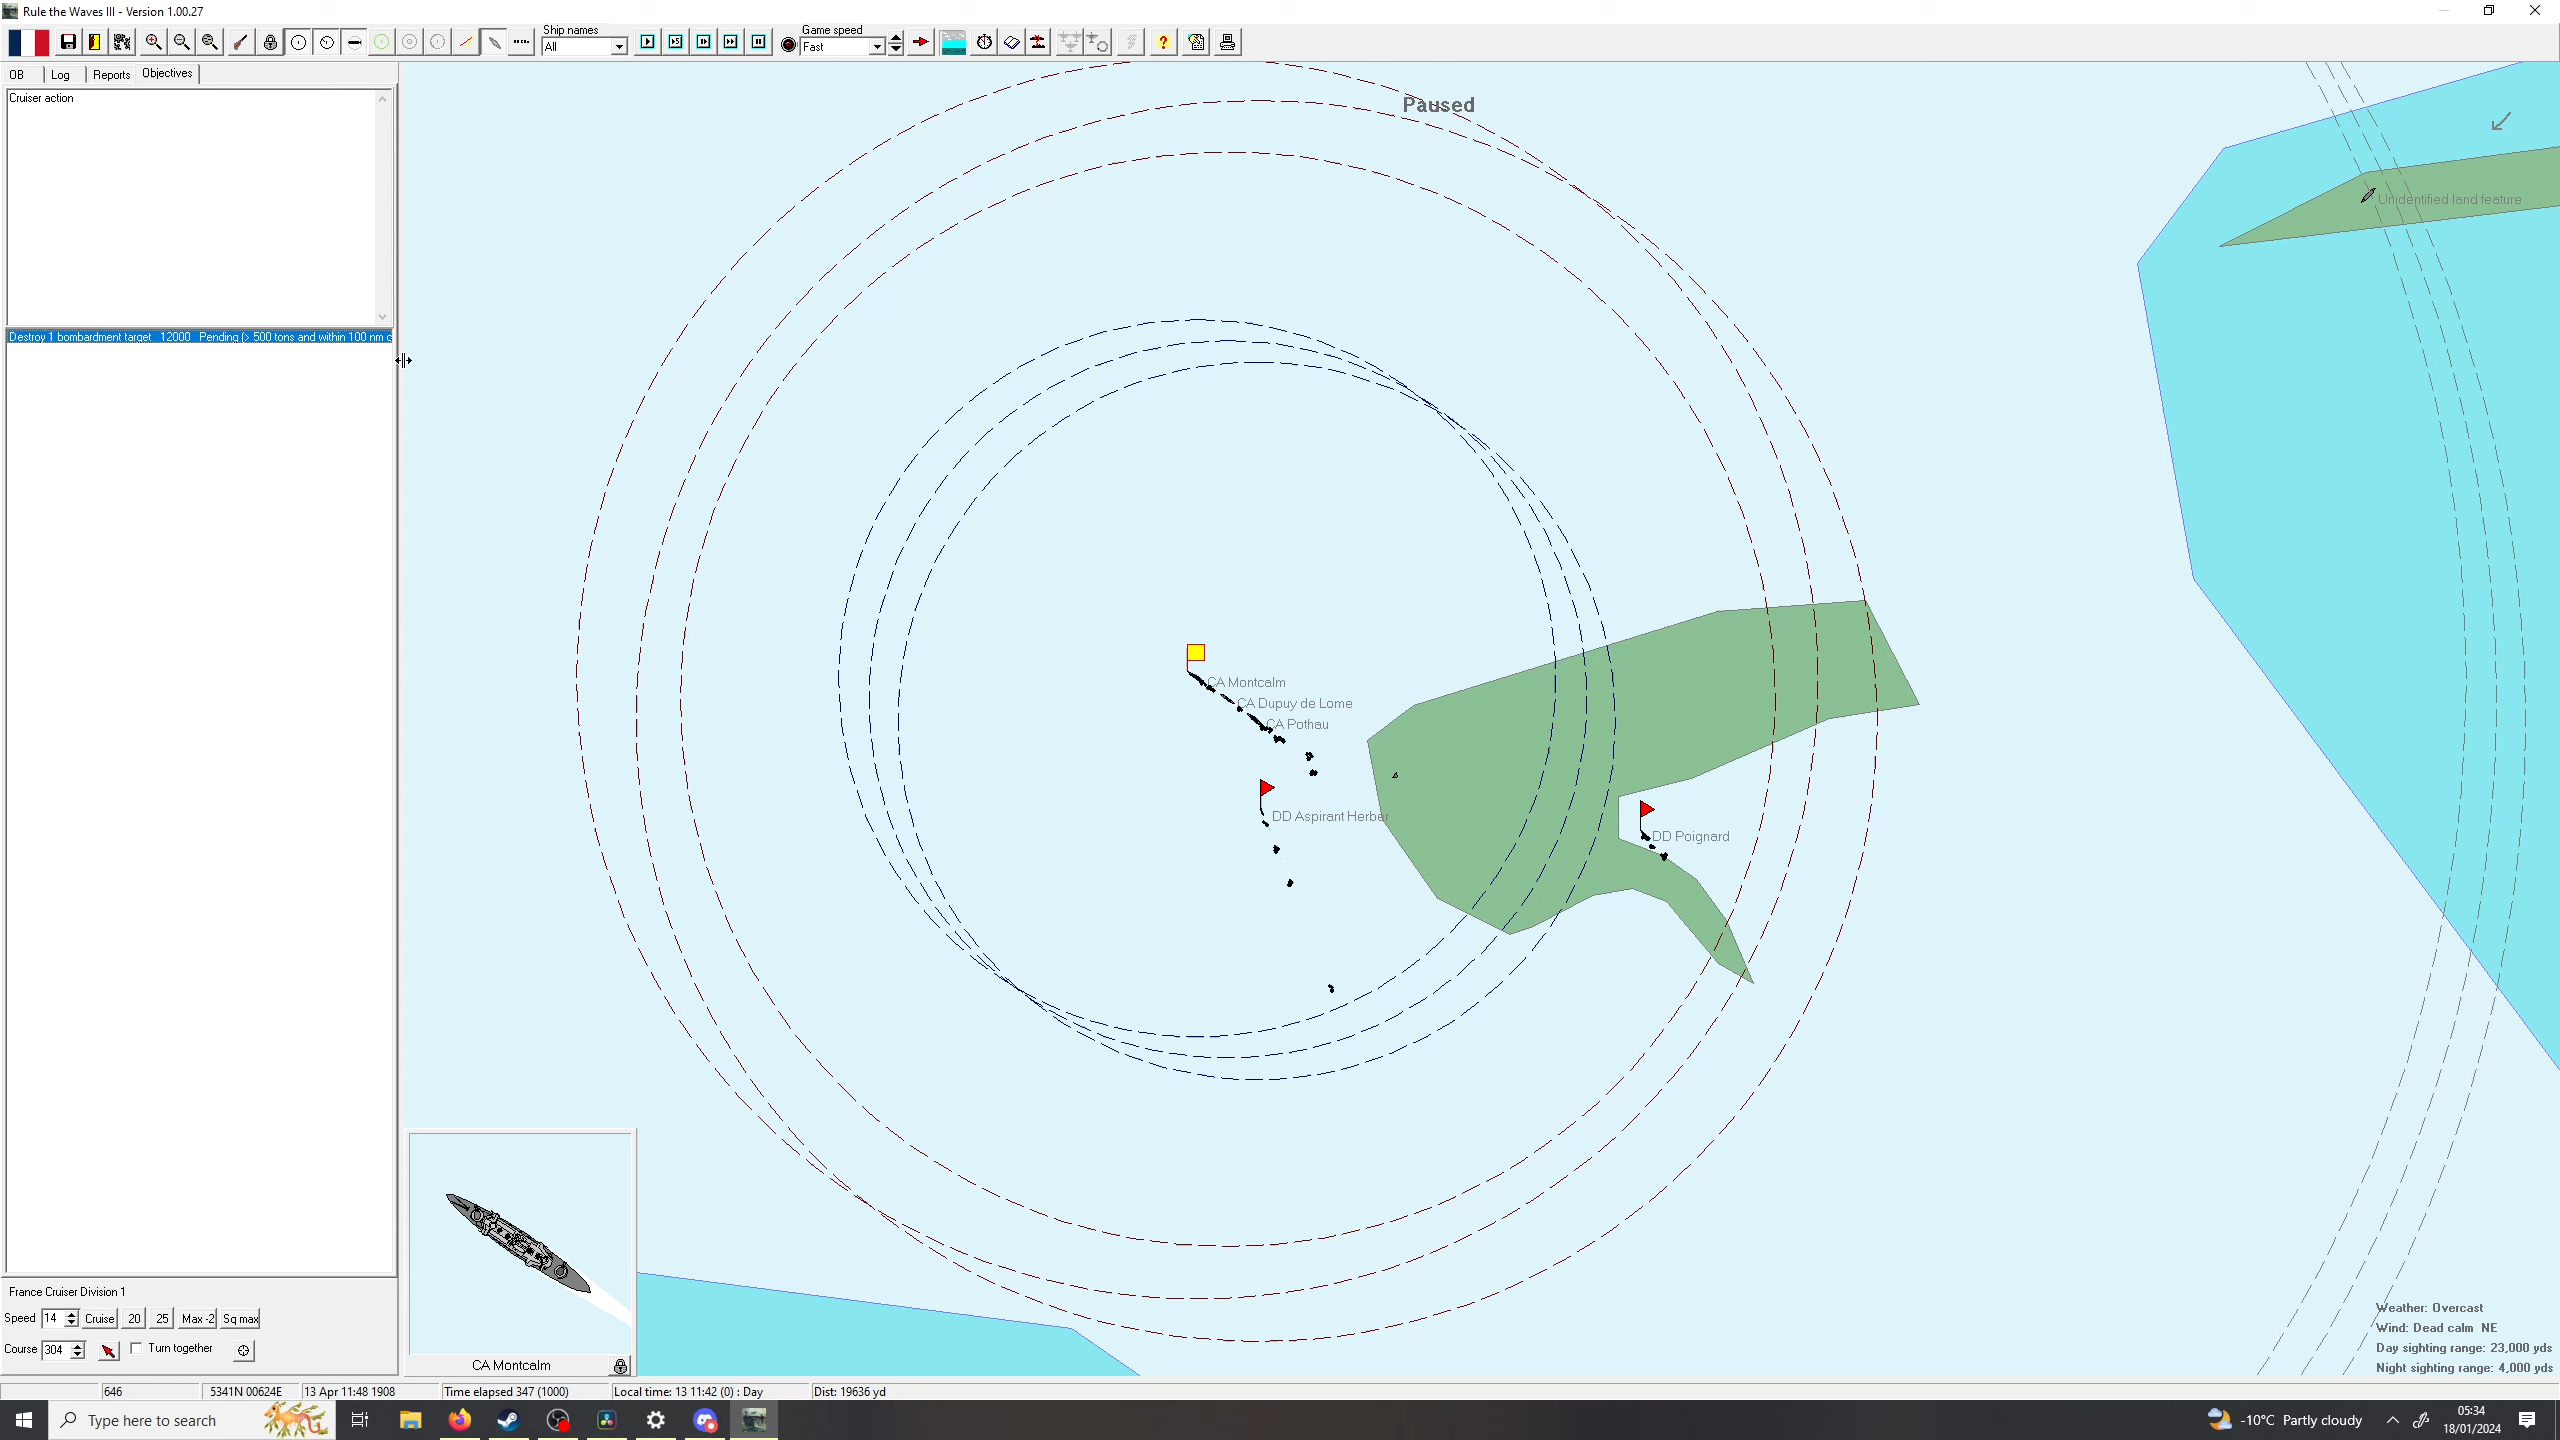 Rule the Waves III - Version 1.00.27
Ship names
All
Game speed
Fast
OB
Log
Reports
Objectives
Cruiser action
Paused
Destroy 1 bombardment target 12000 Pending (> 500 tons and within 100 nm c
Unidentified land feature
CA Montcalm
CA Dupuy de Lome
CA Pothau
DD Aspirant Herber
DD Poignard
France Cruiser Division 1
Speed 14 Cruise 20 25 Max -2 Sq max
Course 304 Turn together
CA Montcalm
Weather: Overcast
Wind: Dead calm NE
Day sighting range: 23,000 yds
Night sighting range: 4,000 yds
646 5341N 00624E 13 Apr 11:48 1908 Time elapsed 347 (1000) Local time: 13 11:42 (0) : Day Dist: 19636 yd
Type here to search
-10°C Partly cloudy
05:34
18/01/2024